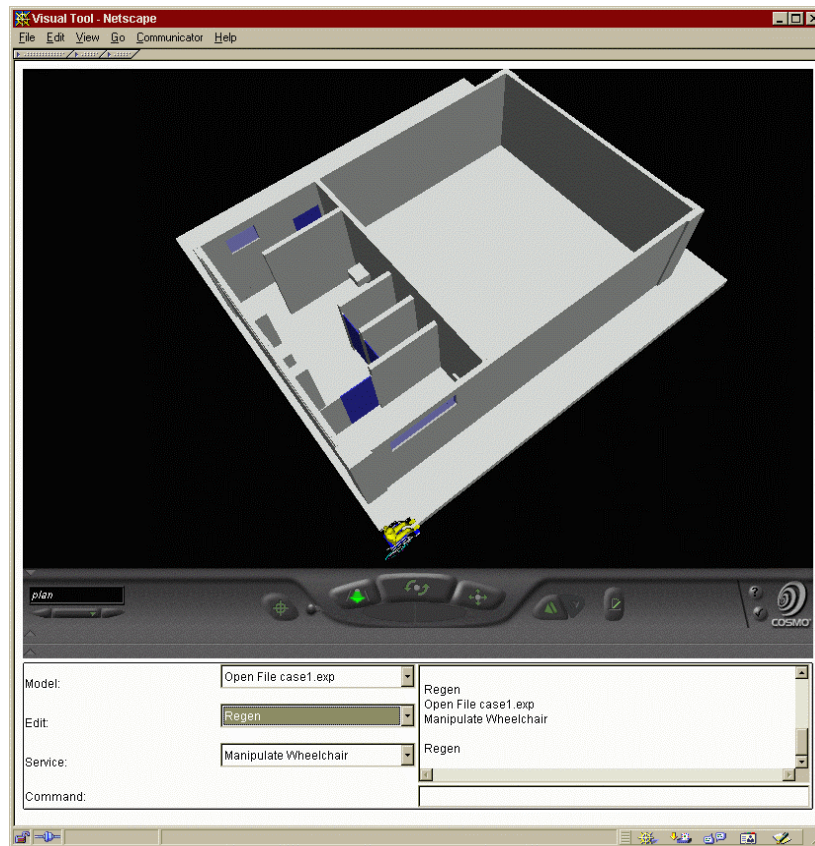 Visual Tool - Netscape
File Edit View Go Communicator Help
plan
COSMO
Model:
Open File case1.exp
Edit:
Regen
Service:
Manipulate Wheelchair
Regen
Open File case1.exp
Manipulate Wheelchair
Regen
Command: